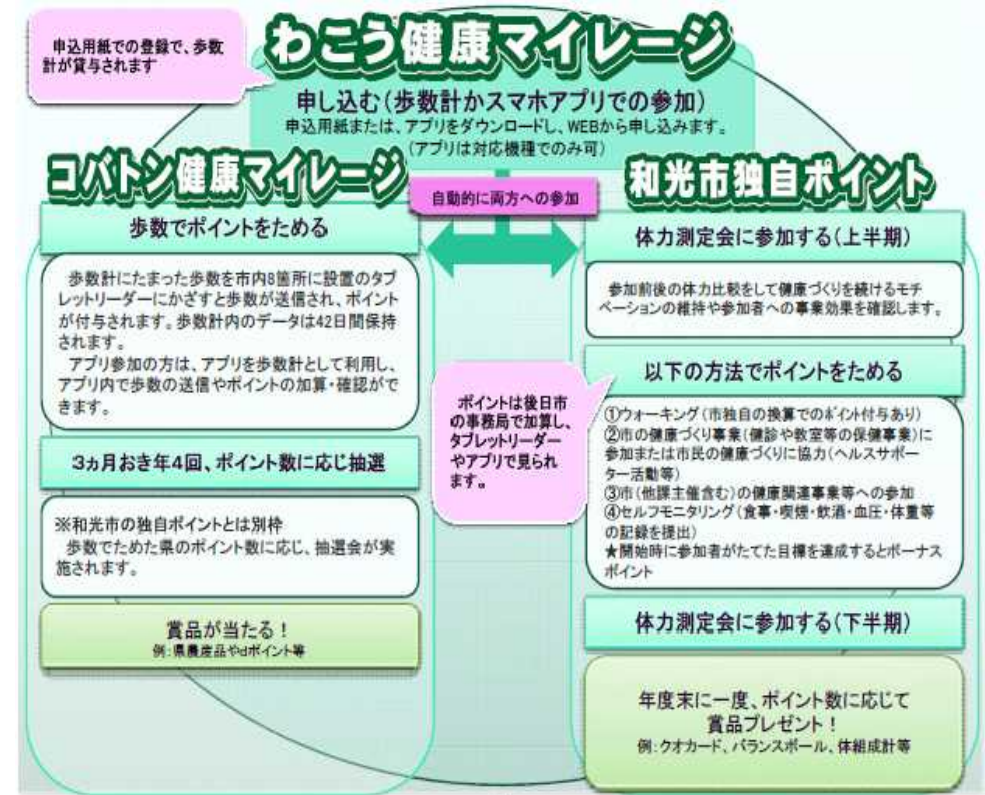 申込用紙での登録で、歩数
計が貸与されます
わこう健康マイレージ
申し込む(歩数計かスマホアプリでの参加)
申込用紙または、アプリをダウンロードし、WEBから申し込みます。
(アプリは対応機種でのみ可)
自動的に両方への参加
コバトン健康マイレージ
歩数でポイントをためる
歩数計にたまった歩数を市内8箇所に設置のタブ
レットリーダーにかざすと歩数が送信され、ポイント
が付与されます。歩数計内のデータは42日間保持
されます。
アプリ参加の方は、アプリを歩数計として利用し、
アプリ内で歩数の送信やポイントの加算・確認がで
きます。
3ヵ月おき年4回、ポイント数に応じ抽選
※和光市の独自ポイントとは別枠
歩数でためた県のポイント数に応じ、抽選会が実
施されます。
賞品が当たる！
例:県農産品やdポイント等
和光市独自ポイント
体力測定会に参加する(上半期)
参加前後の体力比較をして健康づくりを続けるモチ
ベーションの維持や参加者への事業効果を確認します。
以下の方法でポイントをためる
ポイントは後日市
の事務局で加算し、
タブレットリーダー
やアプリで見られ
ます。
①ウォーキング(市独自の換算でのポイント付与あり)
②市の健康づくり事業(健診や教室等の保健事業)に
参加または市民の健康づくりに協力(ヘルスサポー
ター活動等)
③市(他課主催含む)の健康関連事業等への参加
④セルフモニタリング(食事・喫煙・飲酒・血圧・体重等
の記録を提出)
★開始時に参加者がたてた目標を達成するとボーナス
ポイント
体力測定会に参加する(下半期)
年度末に一度、ポイント数に応じて
賞品プレゼント！
例:クオカード、バランスボール、体組成計等